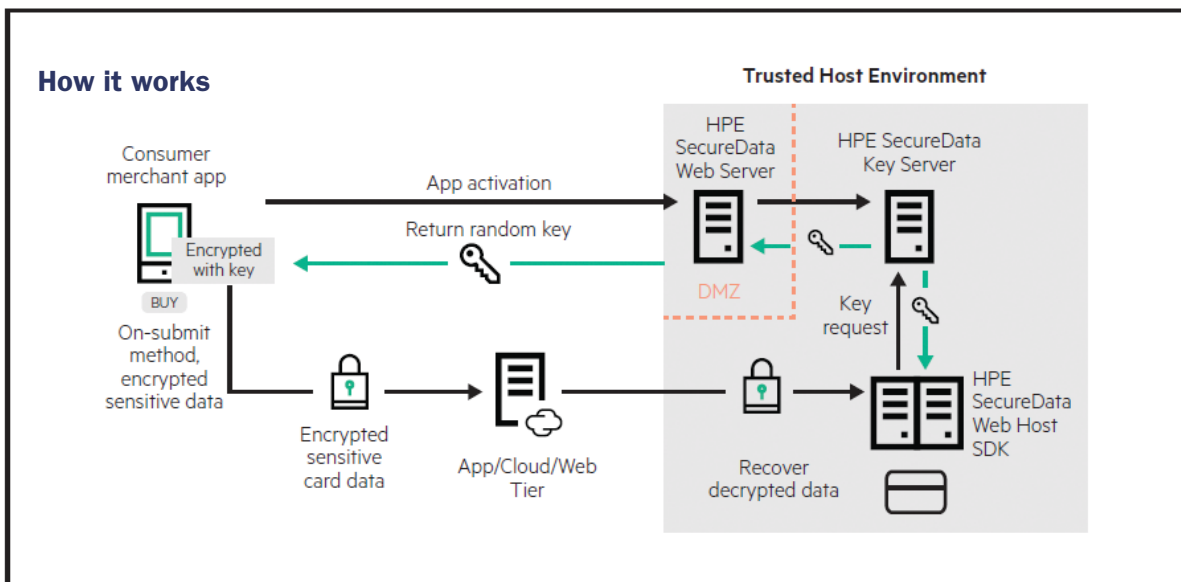 How it works
Trusted Host Environment
Consumer
merchant app
Encrypted
with key
BUY
On-submit
method,
encrypted
sensitive data
App activation
Return random key
HPE
SecureData
Web Server
DMZ
HPE SecureData
Key Server
Key
request
Encrypted
sensitive
card data
App/Cloud/Web
Tier
Recover
decrypted data
HPE
SecureData
Web Host
SDK